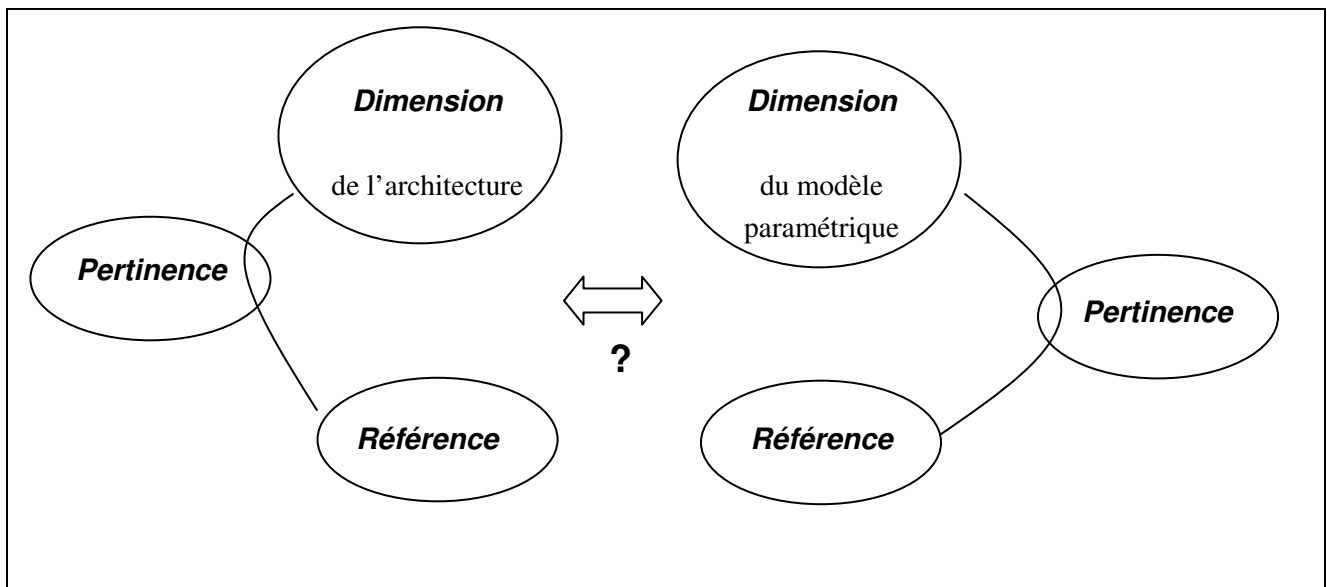 Dimension
de l'architecture
Pertinence
Référence
?
Dimension
du modèle
paramétrique
Pertinence
Référence